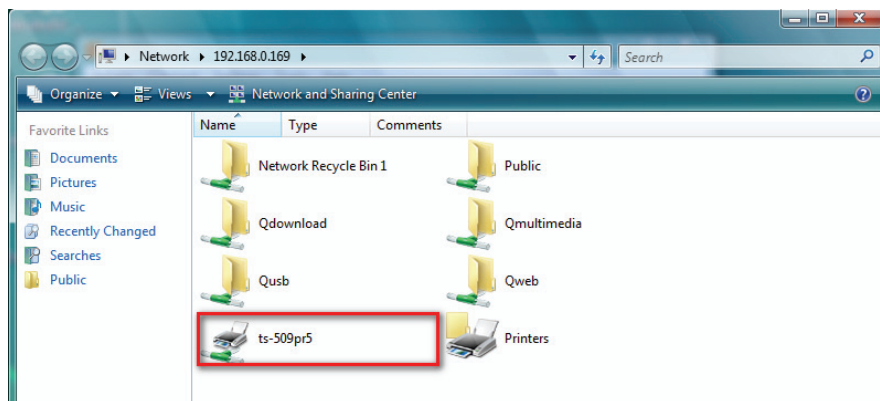 Network 192.168.0.169
Search
Organize Views Network and Sharing Center
Favorite Links
Documents
Pictures
Music
Recently Changed
Searches
Public
Name Type Comments
Network Recycle Bin 1 Public
Qdownload Qmultimedia
Qusb Qweb
ts-509pr5 Printers